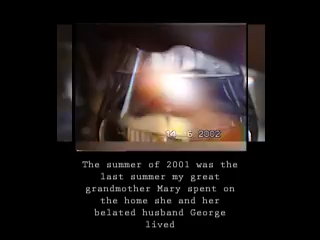 14. 6.2002
The summer of 2001 was the
last summer my great
grandmother Mary spent on
the home she and her
belated husband George
lived